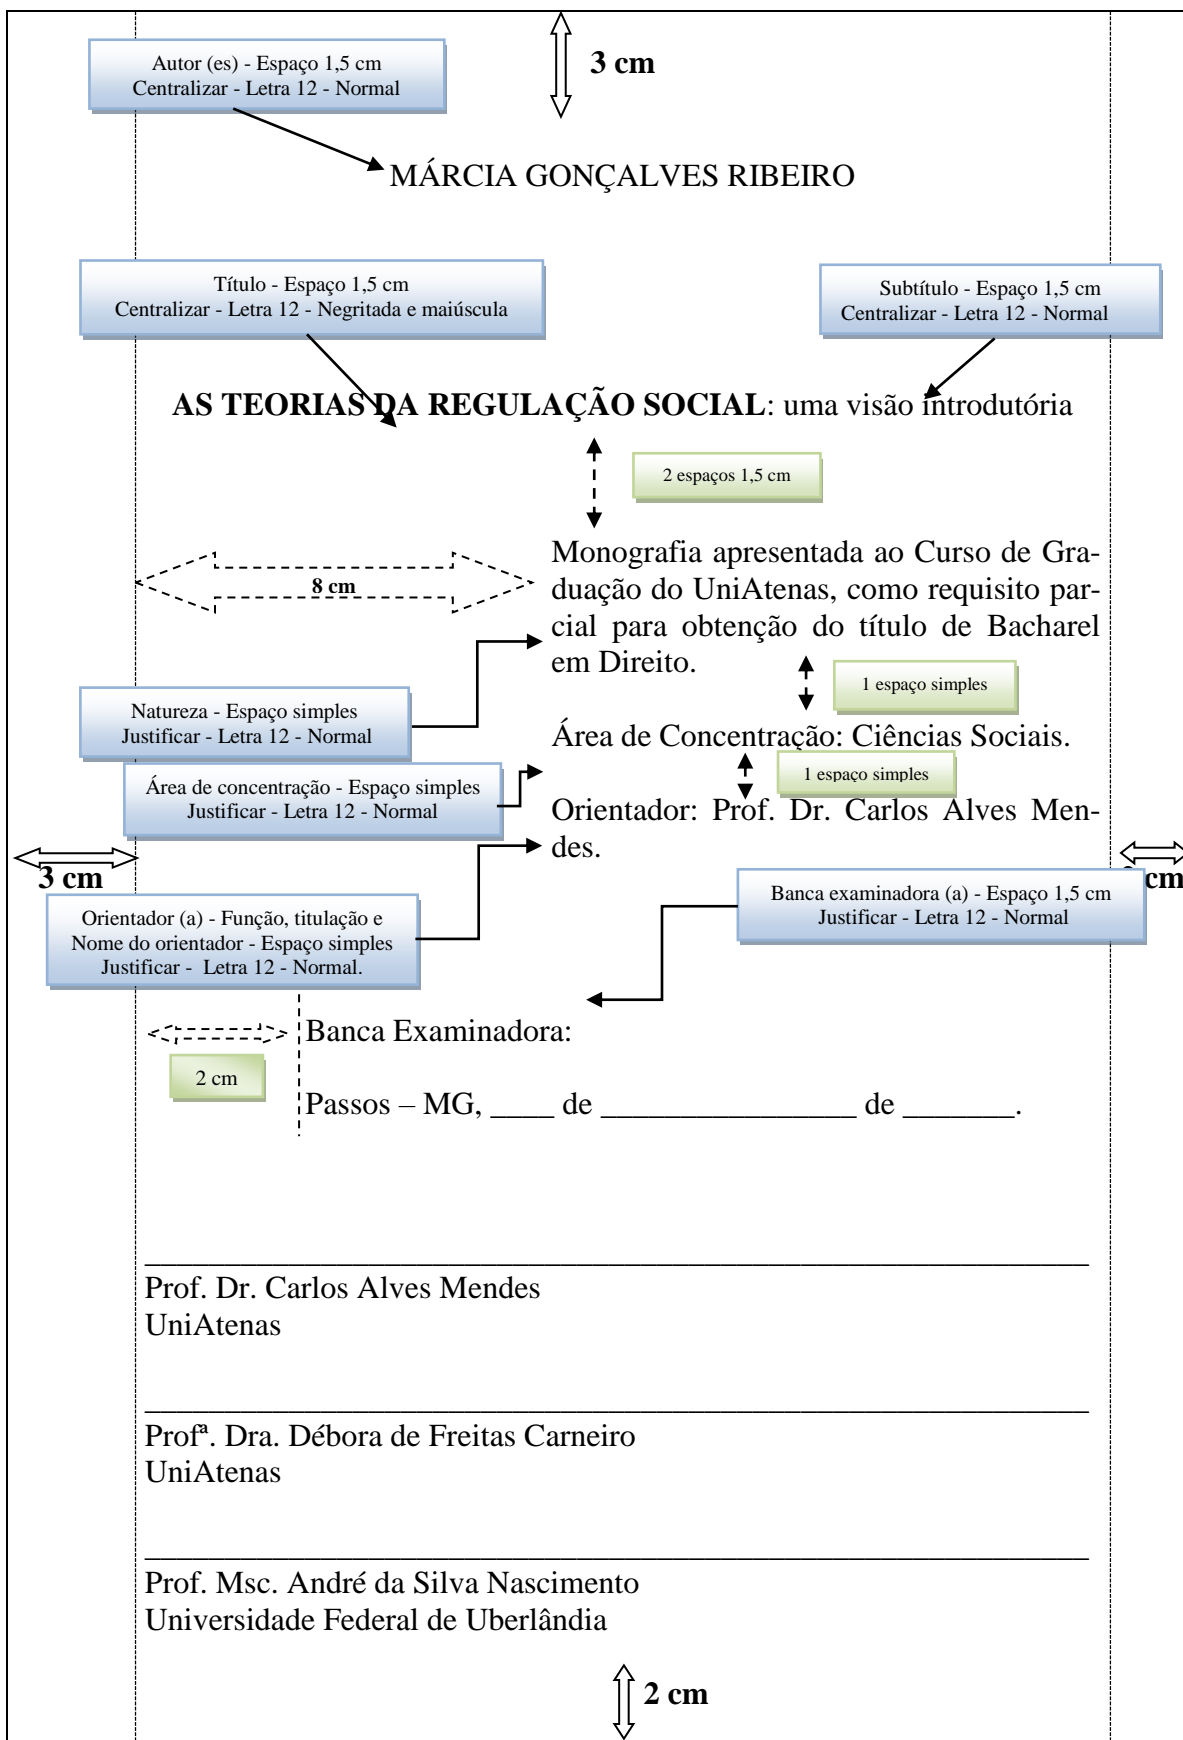 Autor (es) - Espaço 1,5 cm
Centralizar - Letra 12 - Normal
3 cm
MÁRCIA GONÇALVES RIBEIRO
Título - Espaço 1,5 cm
Centralizar - Letra 12 - Negritada e maiúscula
Subtítulo - Espaço 1,5 cm
Centralizar - Letra 12 - Normal
AS TEORIAS DA REGULAÇÃO SOCIAL: uma visão introdutória
2 espaços 1,5 cm
8 cm
Monografia apresentada ao Curso de Gra-
duação do UniAtenas, como requisito par-
cial para obtenção do título de Bacharel
em Direito.
1 espaço simples
Natureza - Espaço simples
Justificar - Letra 12 - Normal
Área de Concentração: Ciências Sociais.
Área de concentração - Espaço simples
Justificar - Letra 12 - Normal
1 espaço simples
Orientador: Prof. Dr. Carlos Alves Men-
des.
3 cm
cm
Banca examinadora (a) - Espaço 1,5 cm
Justificar - Letra 12 - Normal
Orientador (a) - Função, titulação e
Nome do orientador - Espaço simples
Justificar - Letra 12 - Normal.
Banca Examinadora:
2 cm
Passos – MG, ____ de ________________ de _______.
___________________________________________________________
Prof. Dr. Carlos Alves Mendes
UniAtenas
___________________________________________________________
Profª. Dra. Débora de Freitas Carneiro
UniAtenas
___________________________________________________________
Prof. Msc. André da Silva Nascimento
Universidade Federal de Uberlândia
2 cm